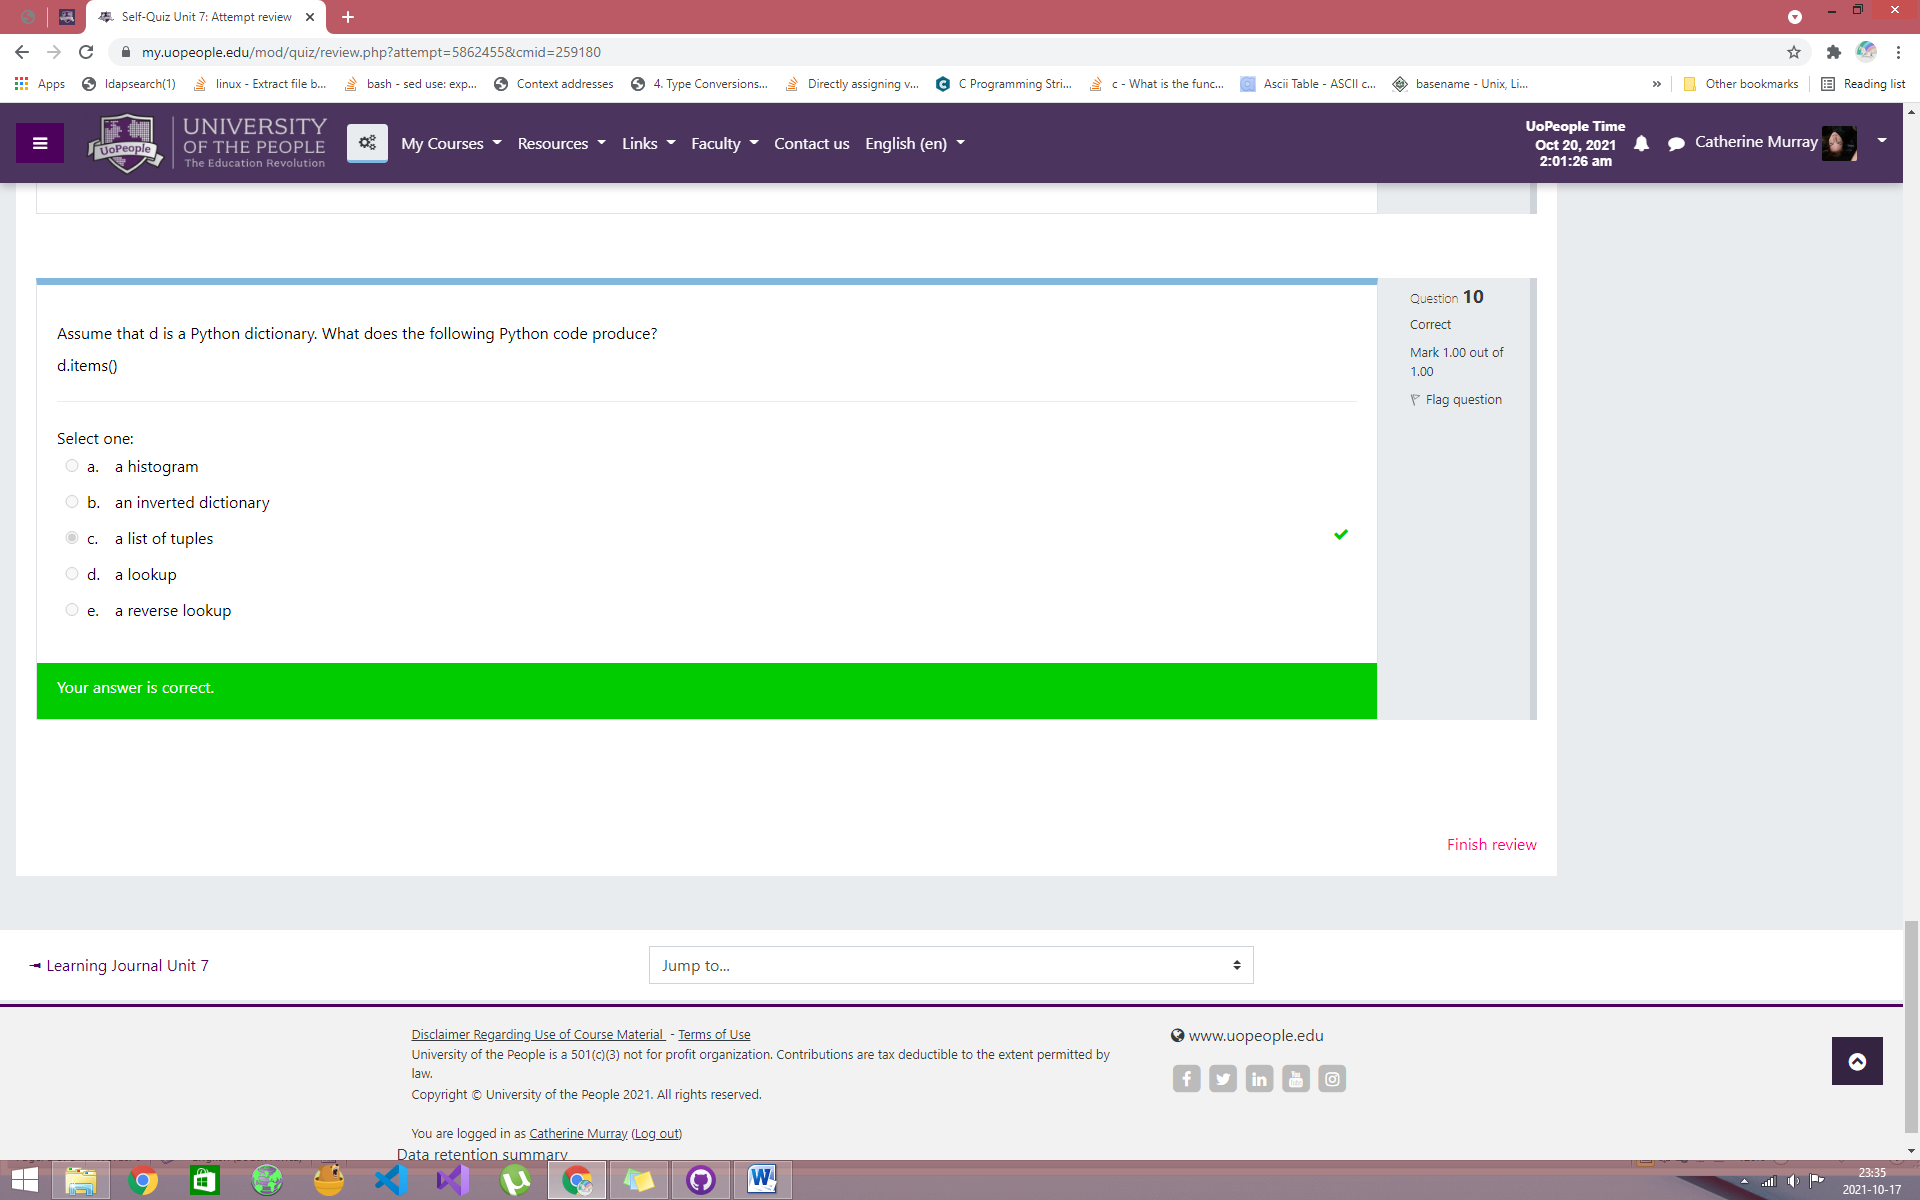 Self-Quiz Unit 7: Attempt review
my.uopeople.edu/mod/quiz/review.php?attempt=5862455&cmid=259180
Apps
ldapsearch(1)
linux - Extract file b...
bash - sed use: exp...
Context addresses
4. Type Conversions...
Directly assigning v...
C Programming Stri...
c - What is the func...
Ascii Table - ASCII c...
basename - Unix, Li...
»
Other bookmarks
Reading list
UoPeople
UNIVERSITY
OF THE PEOPLE
The Education Revolution
My Courses
Resources
Links
Faculty
Contact us
English (en)
UoPeople Time
Oct 20, 2021
2:01:26 am
Catherine Murray
Assume that d is a Python dictionary. What does the following Python code produce?
d.items()
Select one:
a. a histogram
b. an inverted dictionary
c. a list of tuples
d. a lookup
e. a reverse lookup
Your answer is correct.
Question 10
Correct
Mark 1.00 out of
1.00
Flag question
Finish review
◄ Learning Journal Unit 7
Jump to...
Disclaimer Regarding Use of Course Material - Terms of Use
University of the People is a 501(c)(3) not for profit organization. Contributions are tax deductible to the extent permitted by
law.
Copyright © University of the People 2021. All rights reserved.
You are logged in as Catherine Murray (Log out)
Data retention summary
www.uopeople.edu
23:35
2021-10-17